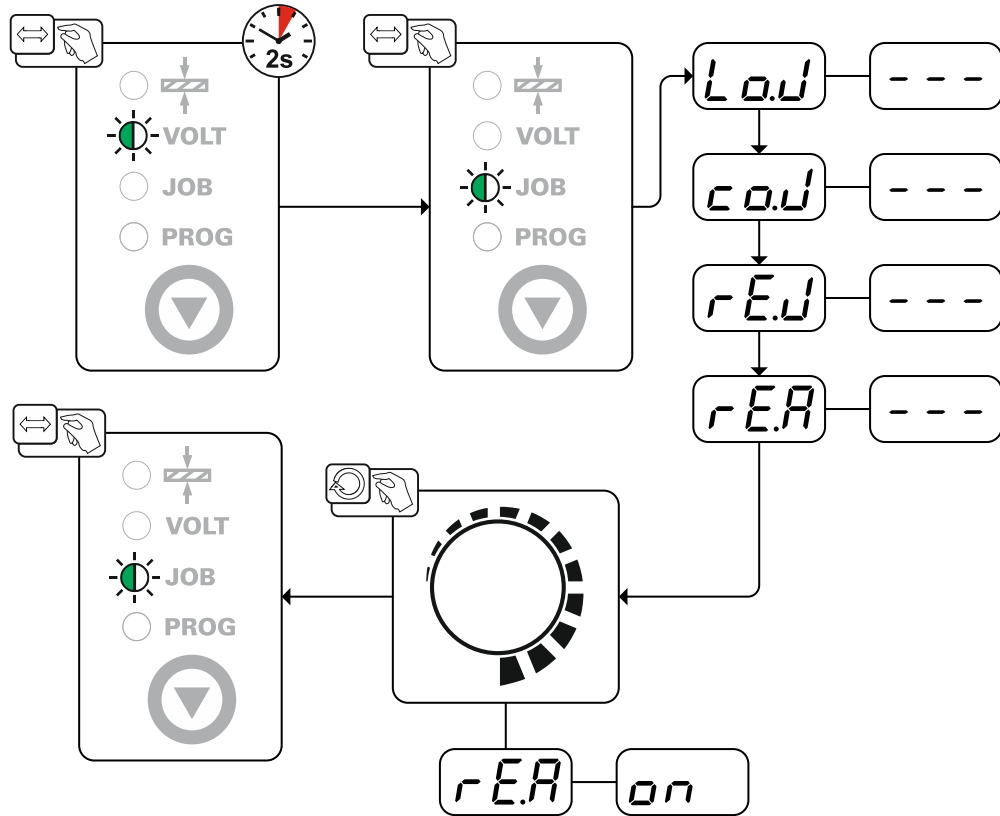 2s
VOLT
JOB
PROG
VOLT
JOB
PROG
Lo.J - - -
co.J - - -
rE.J - - -
rE.A - - -
VOLT
JOB
PROG
rE.A on